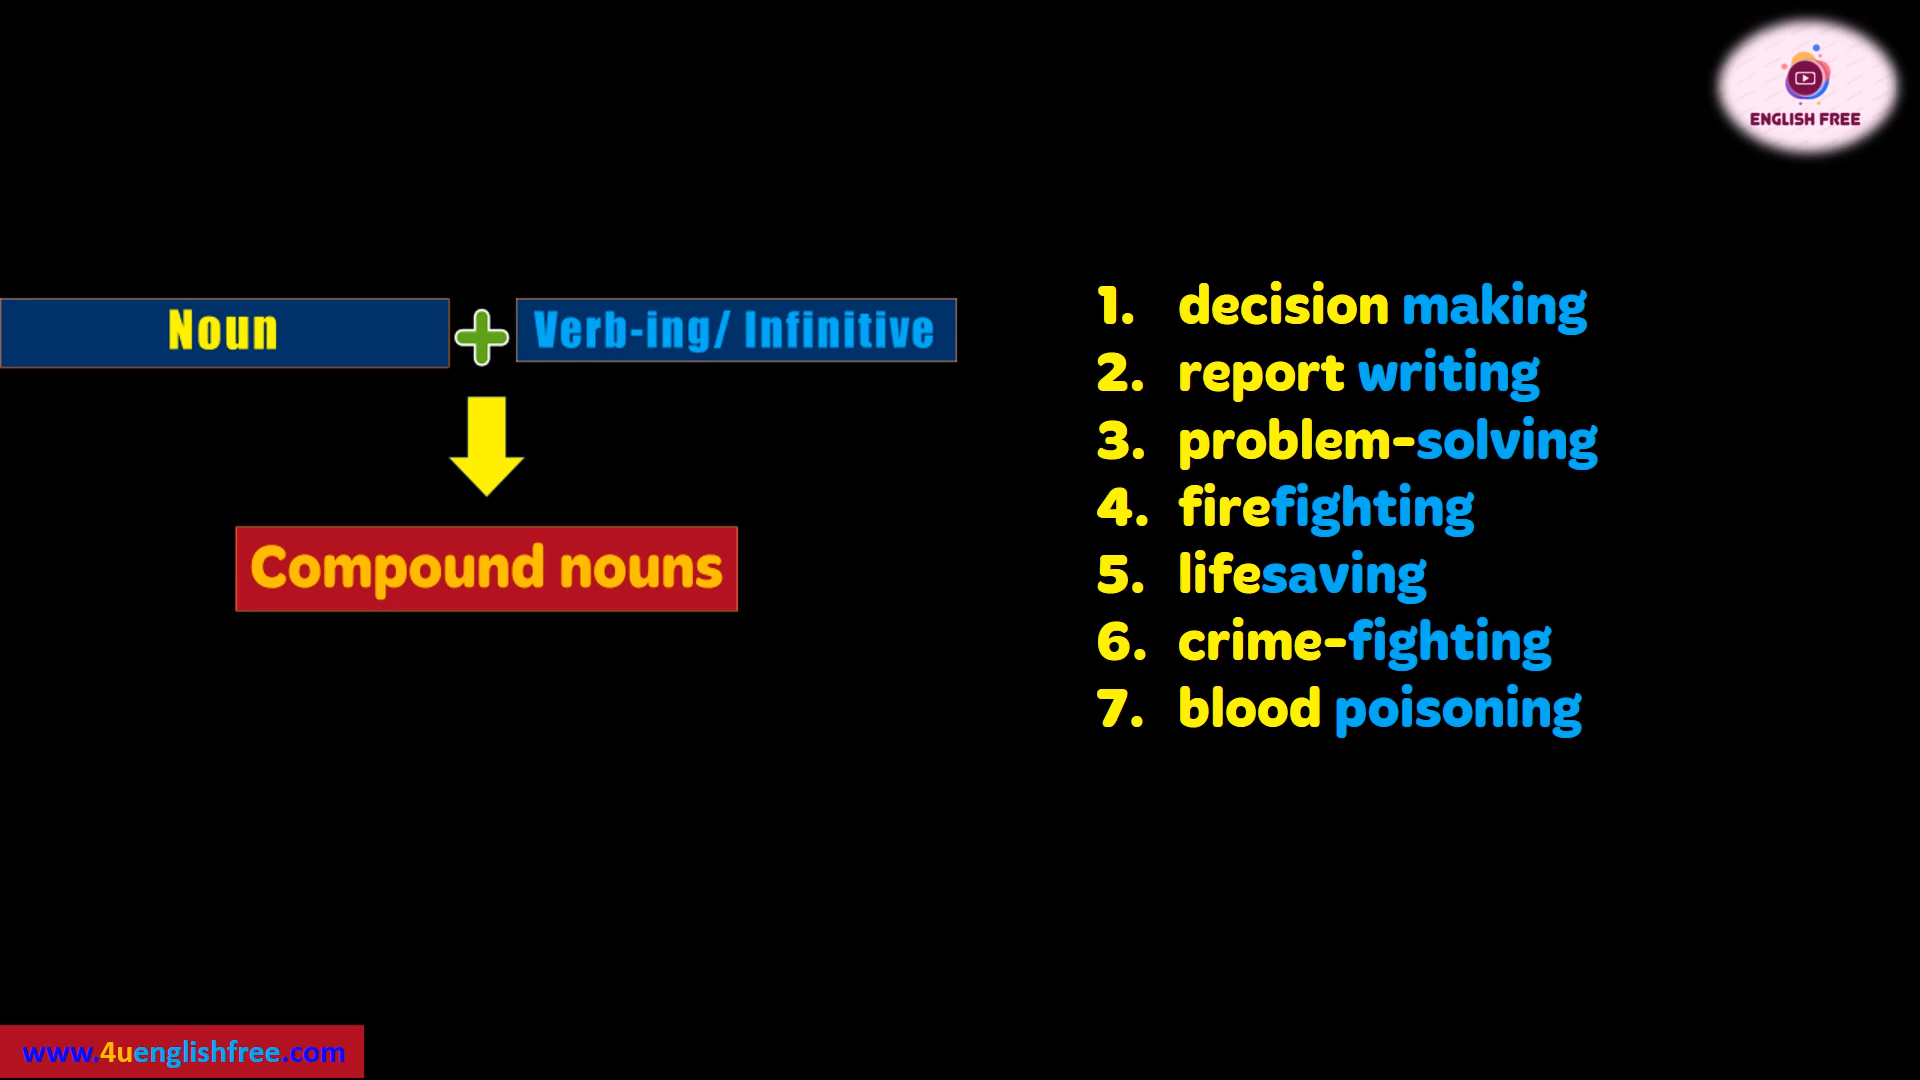 ENGLISH FREE
Noun
Verb-ing/ Infinitive
Compound nouns
1. decision making
2. report writing
3. problem-solving
4. firefighting
5. lifesaving
6. crime-fighting
7. blood poisoning
www.4uenglishfree.com